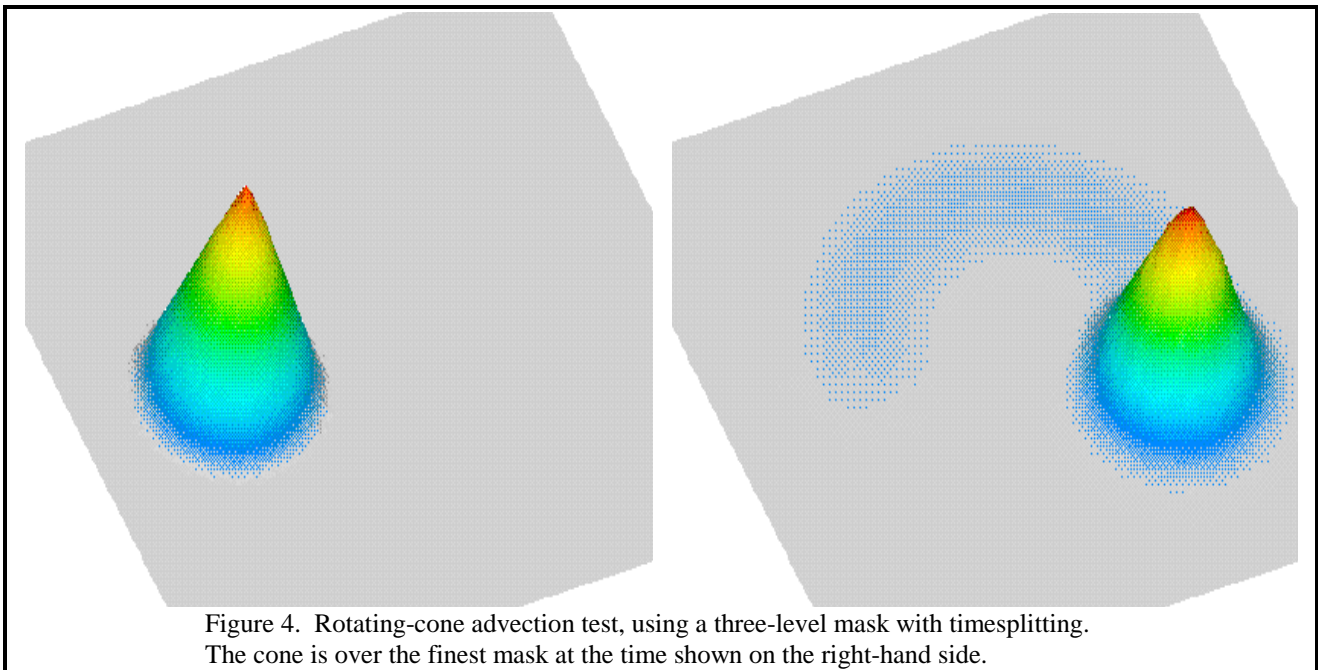 Figure 4.  Rotating-cone advection test, using a three-level mask with timesplitting.
The cone is over the finest mask at the time shown on the right-hand side.